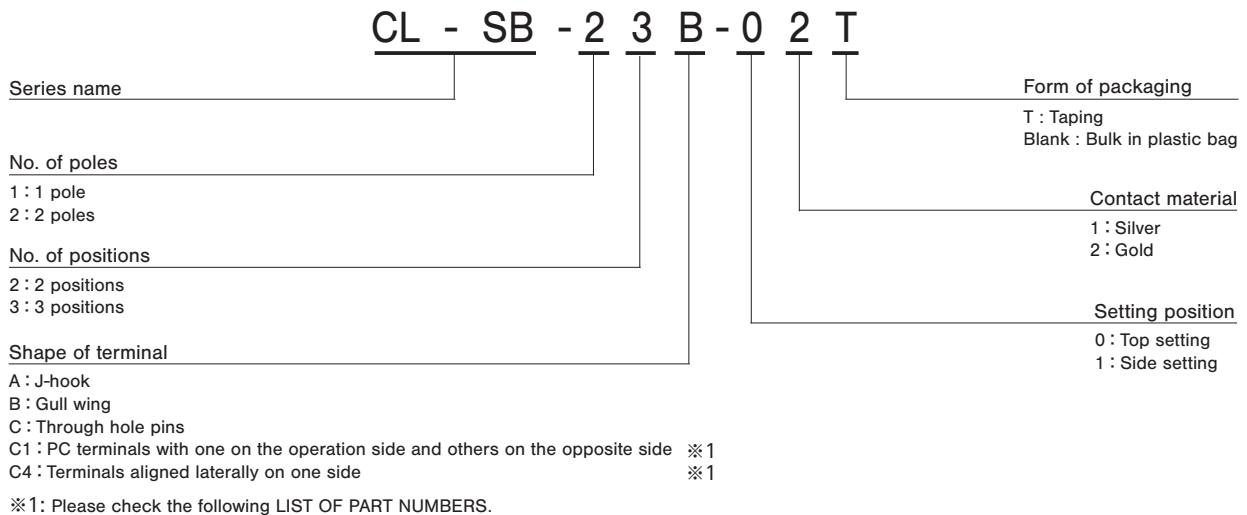 CL - SB - 2 3 B - 0 2 T
Series name
No. of poles
1 : 1 pole
2 : 2 poles
No. of positions
2 : 2 positions
3 : 3 positions
Shape of terminal
A : J-hook
B : Gull wing
C : Through hole pins
C1 : PC terminals with one on the operation side and others on the opposite side ※1
C4 : Terminals aligned laterally on one side ※1
※1: Please check the following LIST OF PART NUMBERS.
Form of packaging
T : Taping
Blank : Bulk in plastic bag
Contact material
1 : Silver
2 : Gold
Setting position
0 : Top setting
1 : Side setting